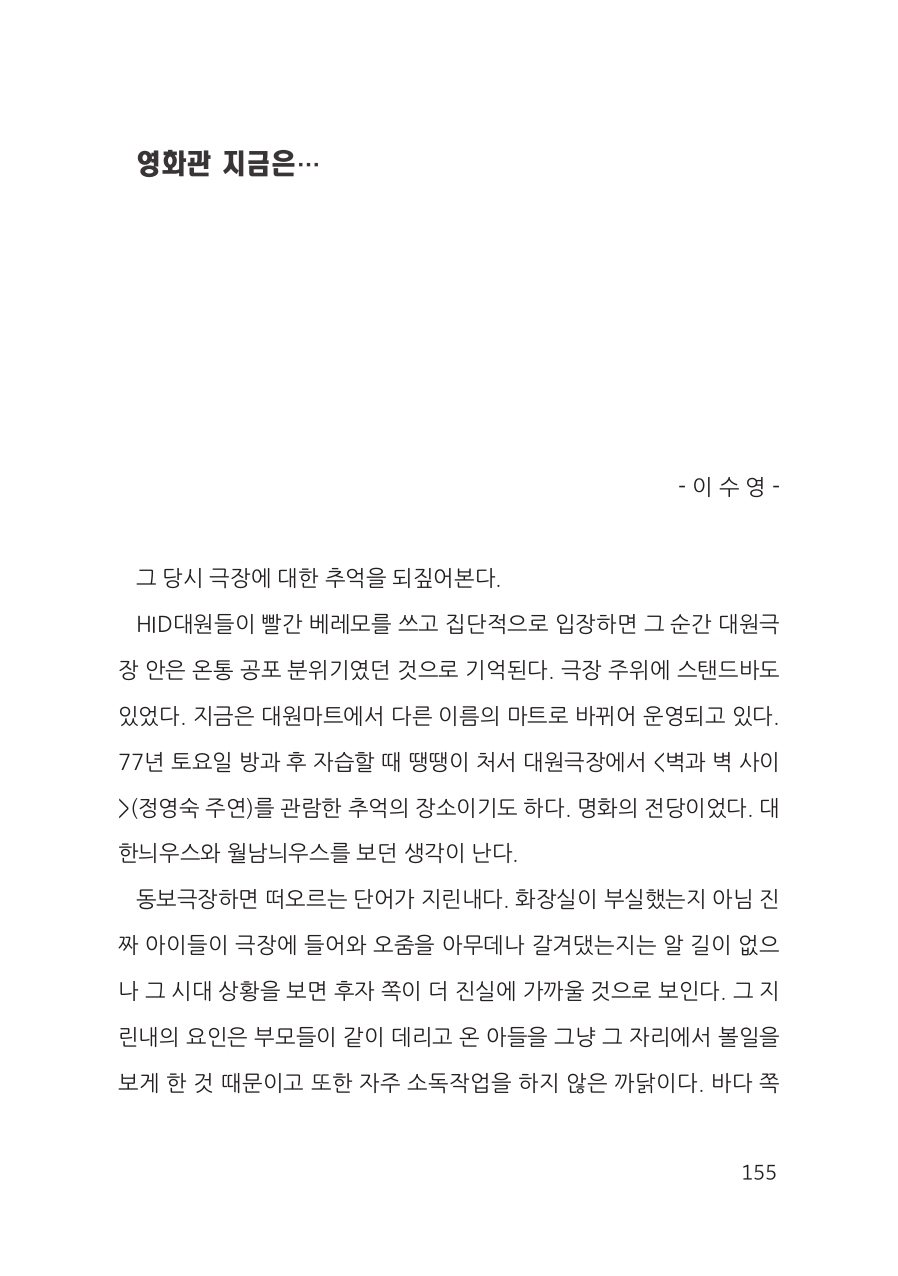 영화관 지금은…
- 이 수 영 -
그 당시 극장에 대한 추억을 되짚어본다.
HID대원들이 빨간 베레모를 쓰고 집단적으로 입장하면 그 순간 대원극
장 안은 온통 공포 분위기였던 것으로 기억된다. 극장 주위에 스탠드바도
있었다. 지금은 대원마트에서 다른 이름의 마트로 바뀌어 운영되고 있다.
77년 토요일 방과 후 자습할 때 땡땡이 처서 대원극장에서 <벽과 벽 사이
>(정영숙 주연)를 관람한 추억의 장소이기도 하다. 명화의 전당이었다. 대
한늬우스와 월남늬우스를 보던 생각이 난다.
동보극장하면 떠오르는 단어가 지린내다. 화장실이 부실했는지 아님 진
짜 아이들이 극장에 들어와 오줌을 아무데나 갈겨댔는지는 알 길이 없으
나 그 시대 상황을 보면 후자 쪽이 더 진실에 가까울 것으로 보인다. 그 지
린내의 요인은 부모들이 같이 데리고 온 아들을 그냥 그 자리에서 볼일을
보게 한 것 때문이고 또한 자주 소독작업을 하지 않은 까닭이다. 바다 쪽
155